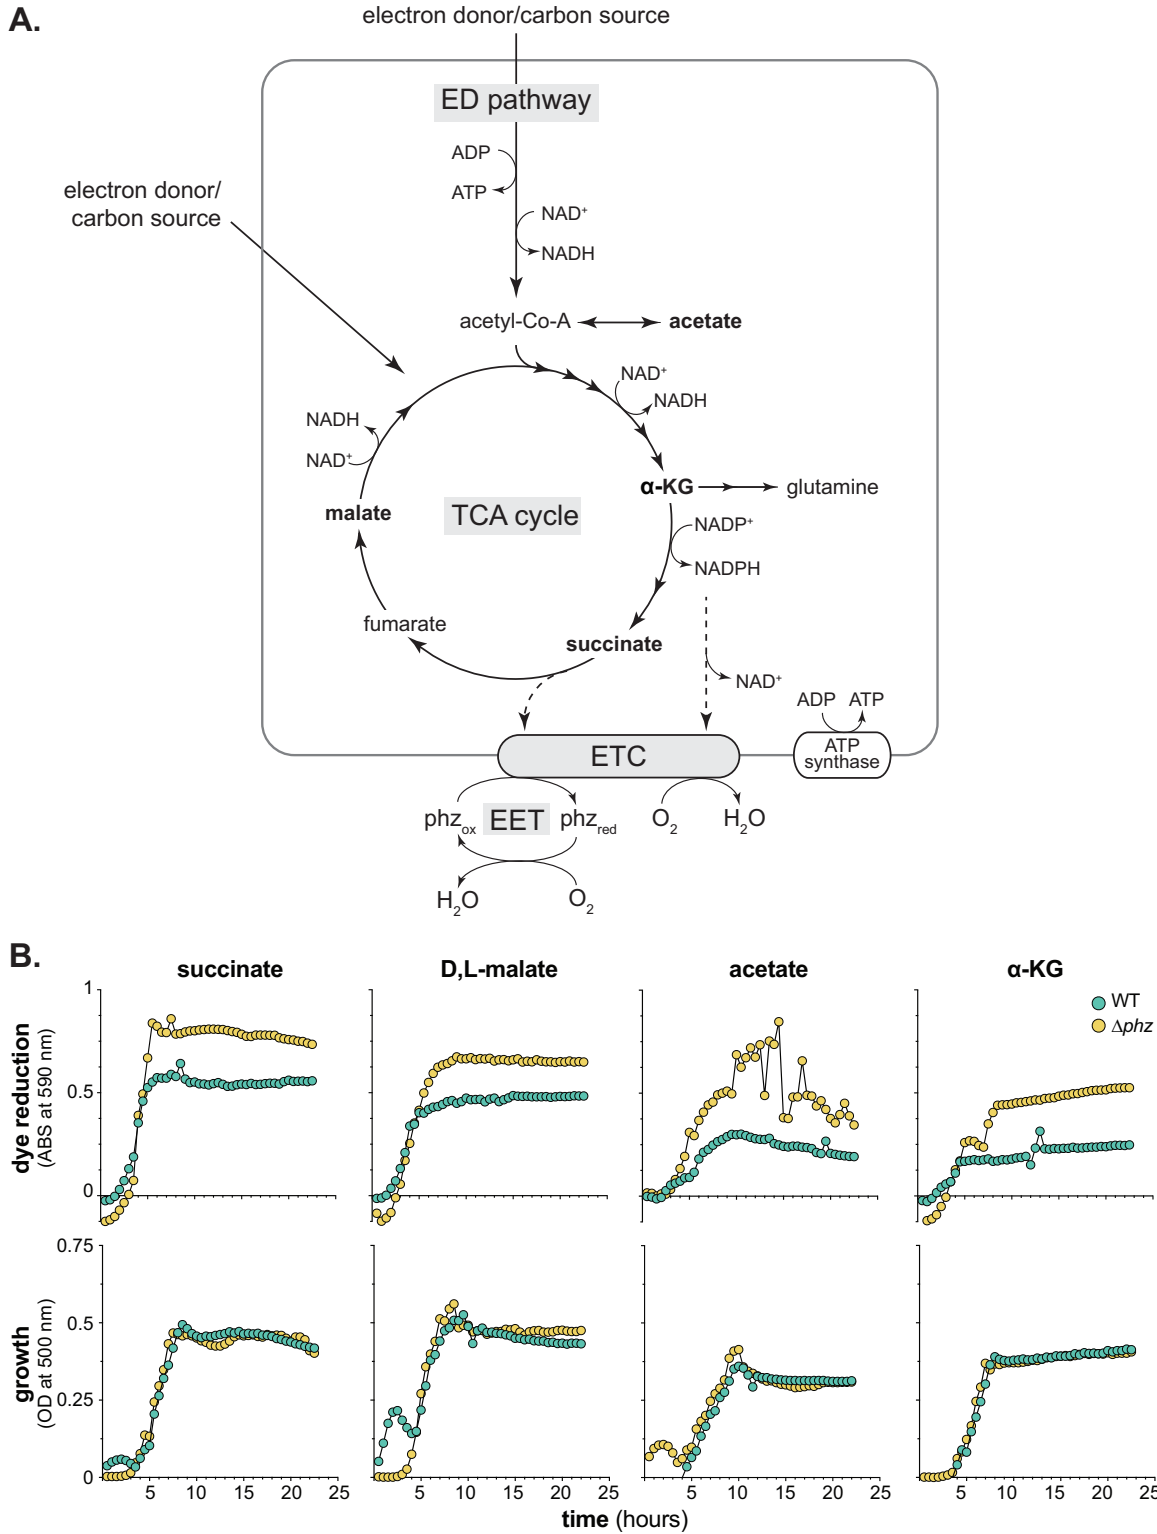 A.
electron donor/carbon source
ED pathway
ADP
ATP
NAD+
NADH
electron donor/
carbon source
acetyl-Co-A
acetate
NAD+
NADH
NADH
NAD+
α-KG
glutamine
malate
TCA cycle
NADP+
NADPH
fumarate
succinate
NAD+
ADP ATP
ATP
synthase
ETC
phzox
EET
phzred
O2
H2O
H2O
O2
B.
succinate
D,L-malate
acetate
α-KG
WT
Δphz
dye reduction
(ABS at 590 nm)
1
0.5
0
growth
(OD at 500 nm)
0.75
0.5
0.25
0
5 10 15 20 25
5 10 15 20 25
5 10 15 20 25
5 10 15 20 25
time (hours)